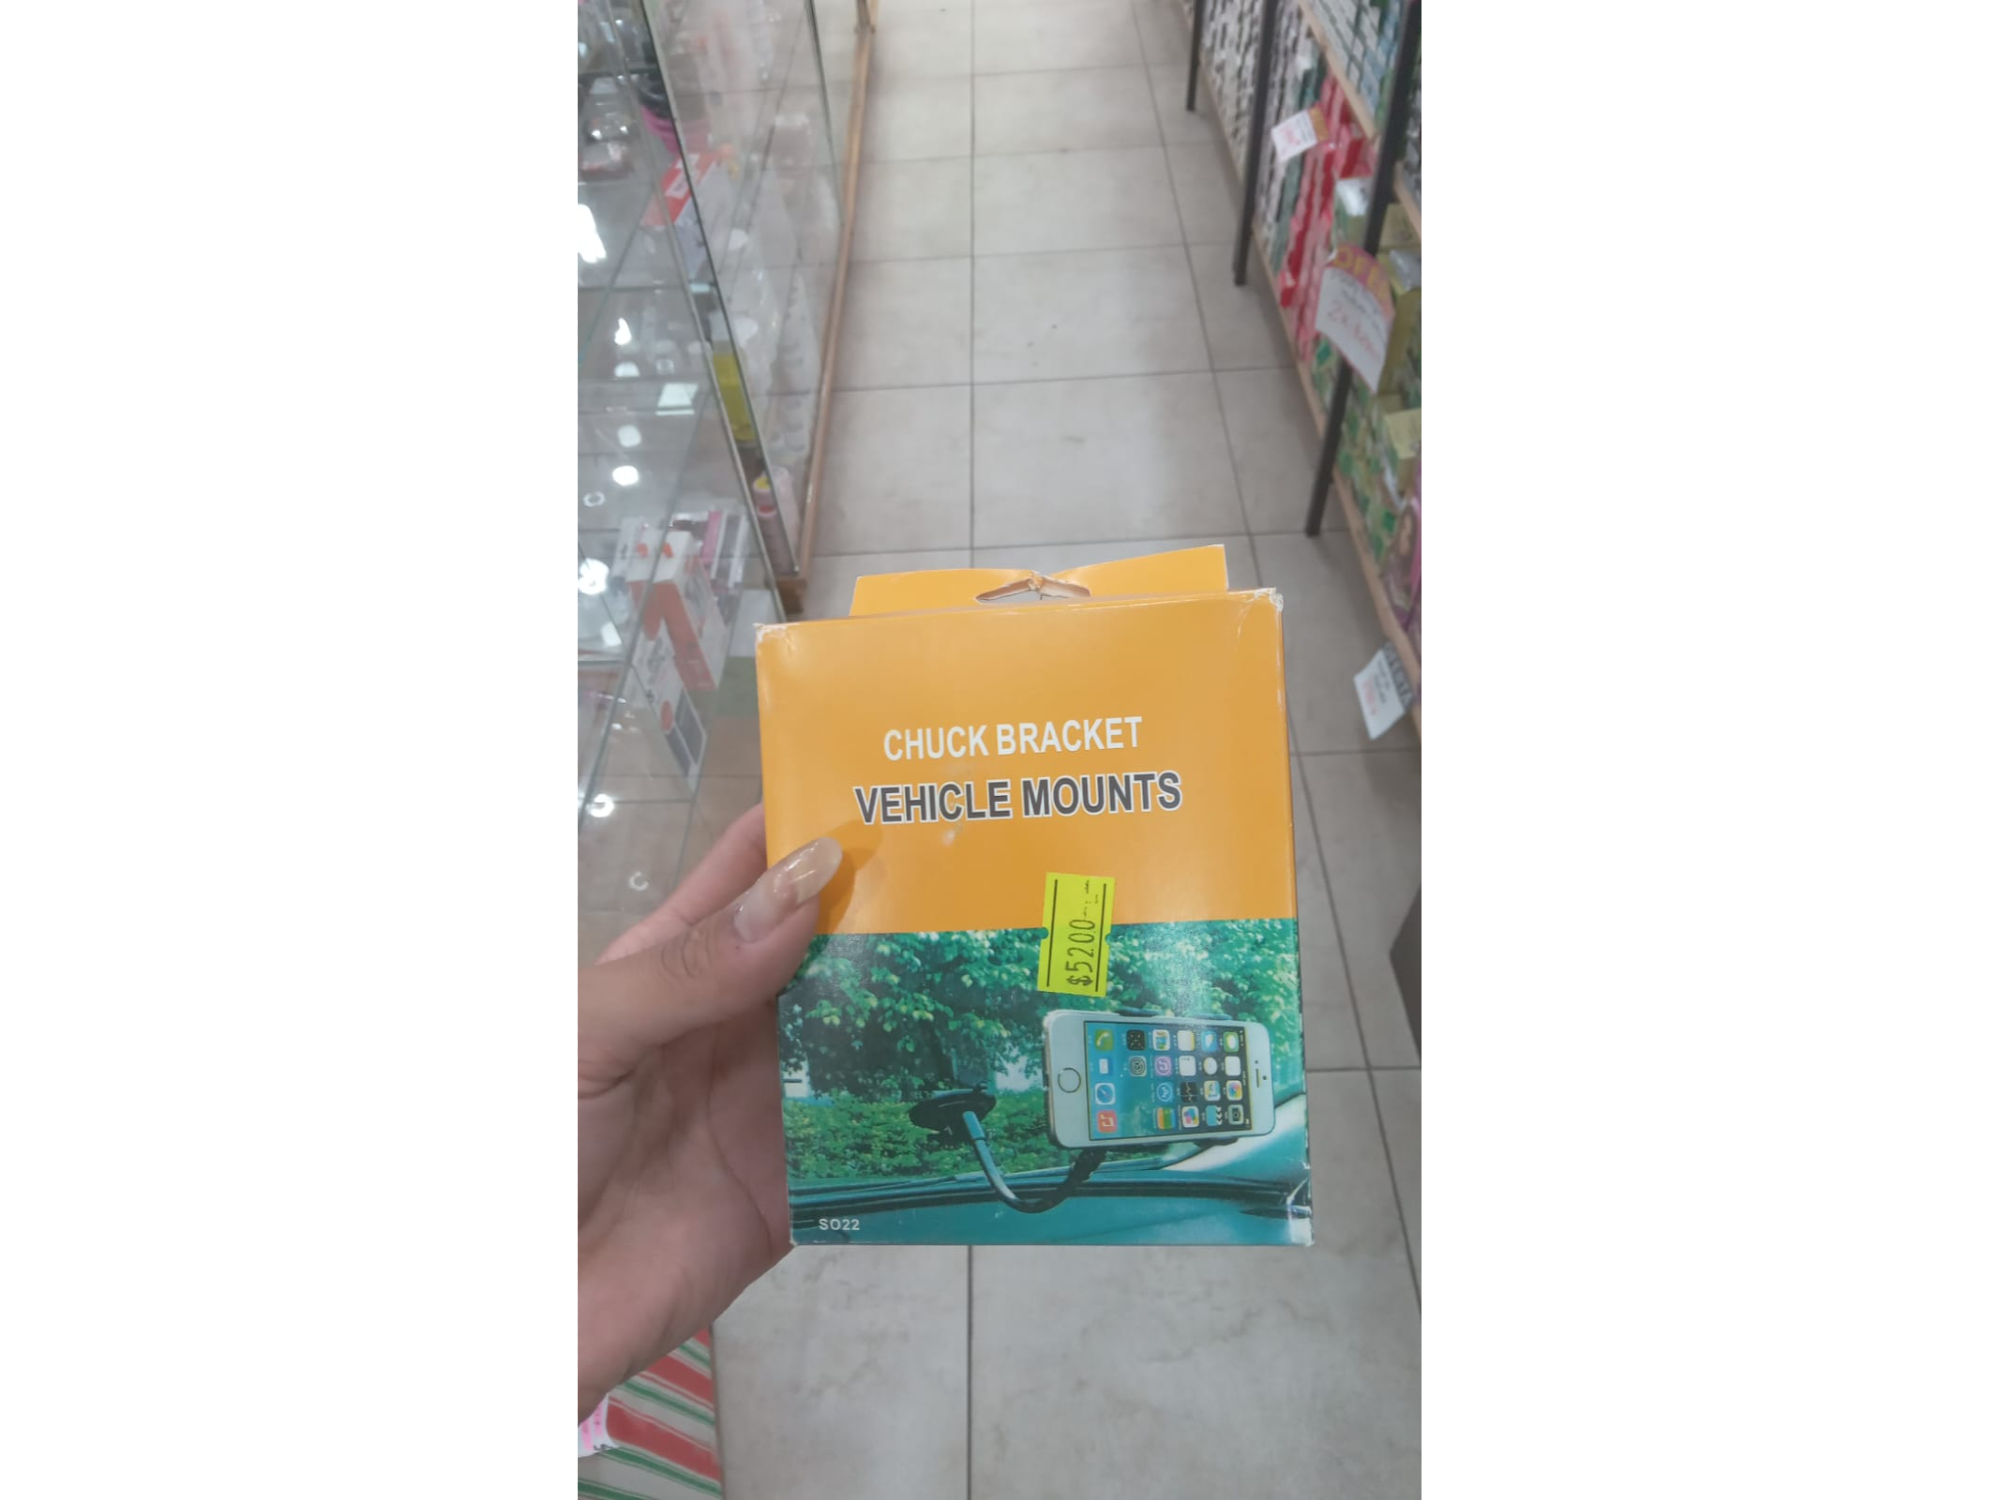 CHUCK BRACKET
VEHICLE MOUNTS
$5200
SO22